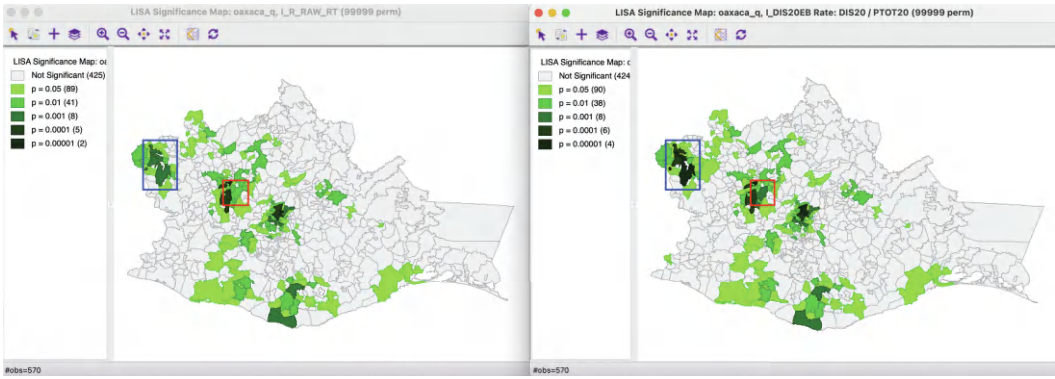 LISA Significance Map: oaxaca_q, I_R_RAW_RT (99999 perm)
LISA Significance Map: oa
Not Significant (425)
p = 0.05 (89)
p = 0.01 (41)
p = 0.001 (8)
p = 0.0001 (5)
p = 0.00001 (2)
#obs=570
LISA Significance Map: oaxaca_q, I_DIS20EB Rate: DIS20 / PTOT20 (99999 perm)
LISA Significance Map: c
Not Significant (424
p = 0.05 (90)
p = 0.01 (38)
p = 0.001 (8)
p = 0.0001 (6)
p = 0.00001 (4)
#obs=570